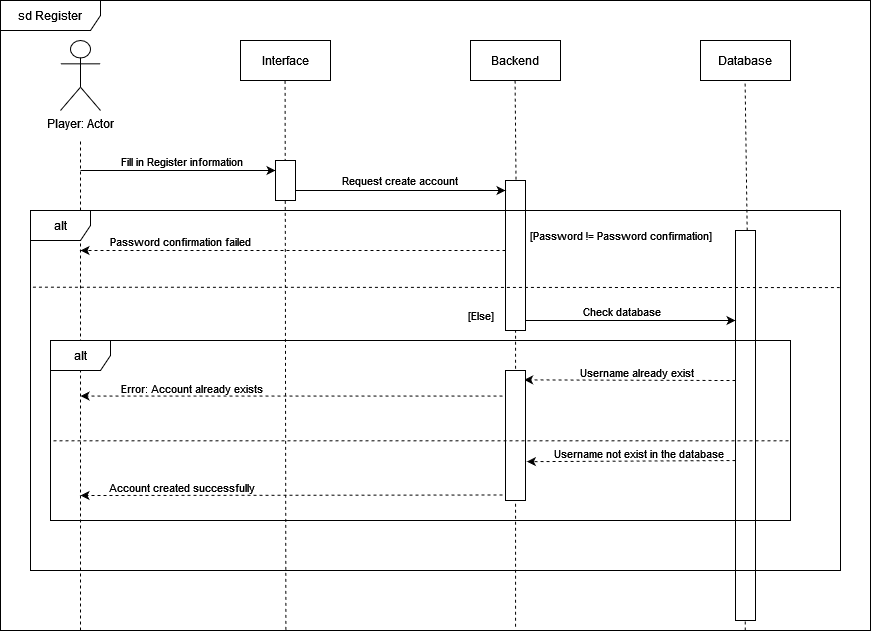 sd Register
Interface
Backend
Database
Player: Actor
Fill in Register information
Request create account
alt
[Password != Password confirmation]
Password confirmation failed
[Else]
Check database
alt
Username already exist
Error: Account already exists
Username not exist in the database
Account created successfully